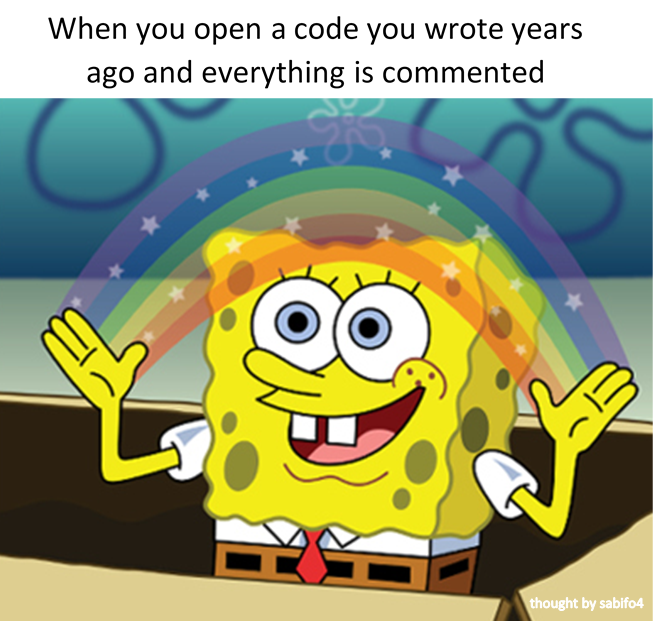 When you open a code you wrote years
ago and everything is commented
thought by sabifo4